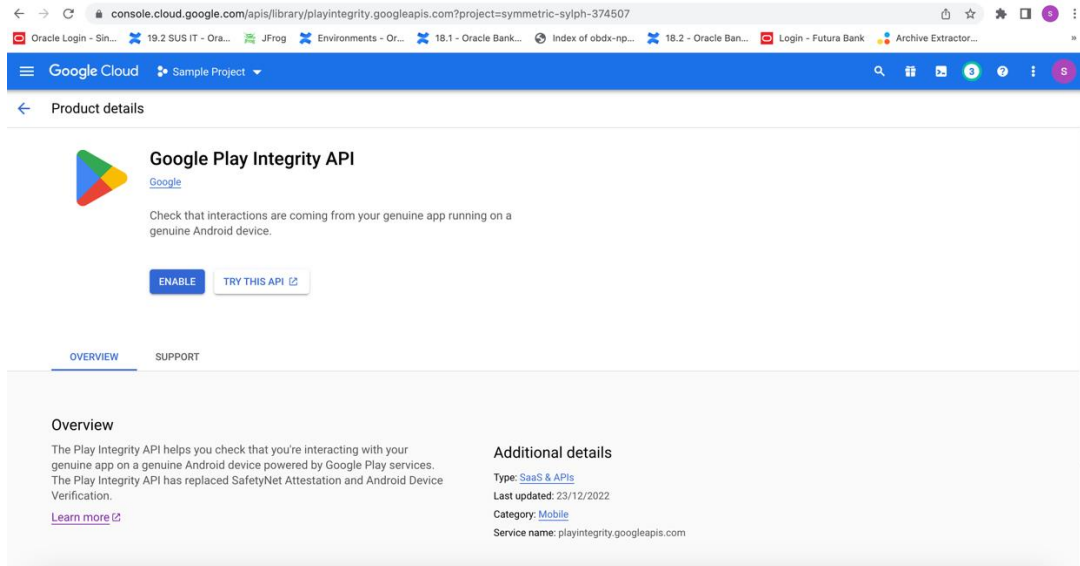 console.cloud.google.com/apis/library/playintegrity.googleapis.com?project=symmetric-sylph-374507
Oracle Login - Sin... 19.2 SUS IT - Ora... JFrog Environments - Or... 18.1 - Oracle Bank... Index of obdx-np... 18.2 - Oracle Ban... Login - Futura Bank Archive Extractor... »
Google Cloud Sample Project 3 S
Product details
Google Play Integrity API
Google
Check that interactions are coming from your genuine app running on a
genuine Android device.
ENABLE TRY THIS API
OVERVIEW SUPPORT
Overview
The Play Integrity API helps you check that you're interacting with your
genuine app on a genuine Android device powered by Google Play services.
The Play Integrity API has replaced SafetyNet Attestation and Android Device
Verification.
Learn more
Additional details
Type: SaaS & APIs
Last updated: 23/12/2022
Category: Mobile
Service name: playintegrity.googleapis.com